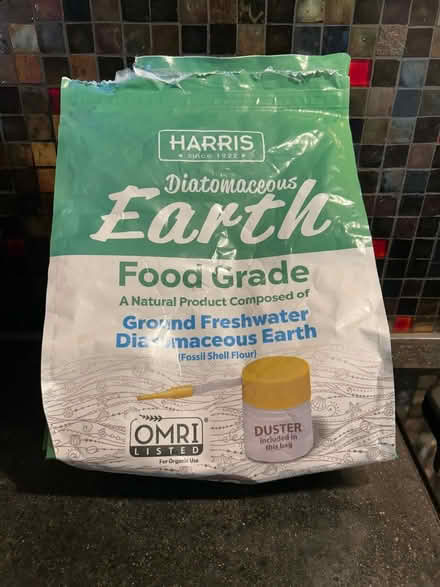 HARRIS
Since 1922
Diatomaceous
Earth
Food Grade
A Natural Product Composed of
Ground Freshwater
Diatomaceous Earth
(Fossil Shell Flour)
OMRI®
LISTED
For Organic Use
DUSTER
included in
this bag